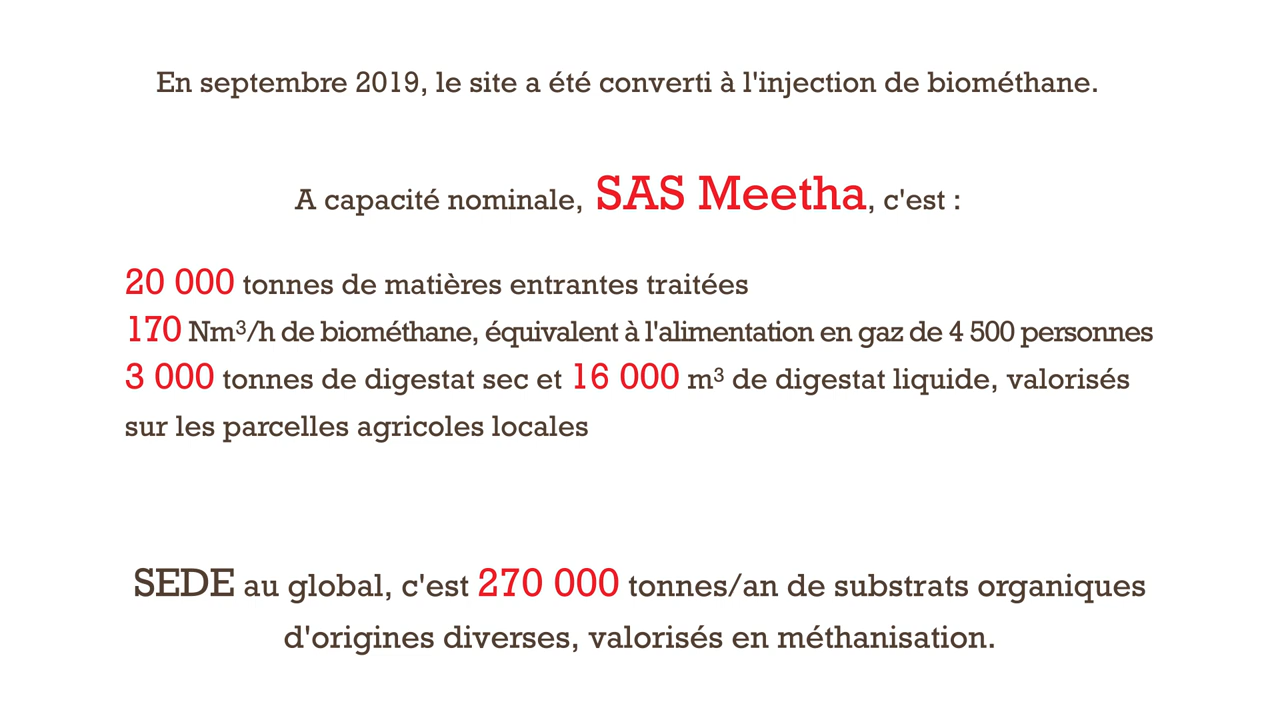 En septembre 2019, le site a été converti à l'injection de biométhane.
A capacité nominale, SAS Meetha, c'est :
20 000 tonnes de matières entrantes traitées
170 Nm³/h de biométhane, équivalent à l'alimentation en gaz de 4 500 personnes
3 000 tonnes de digestat sec et 16 000 m³ de digestat liquide, valorisés
sur les parcelles agricoles locales
SEDE au global, c'est 270 000 tonnes/an de substrats organiques
d'origines diverses, valorisés en méthanisation.